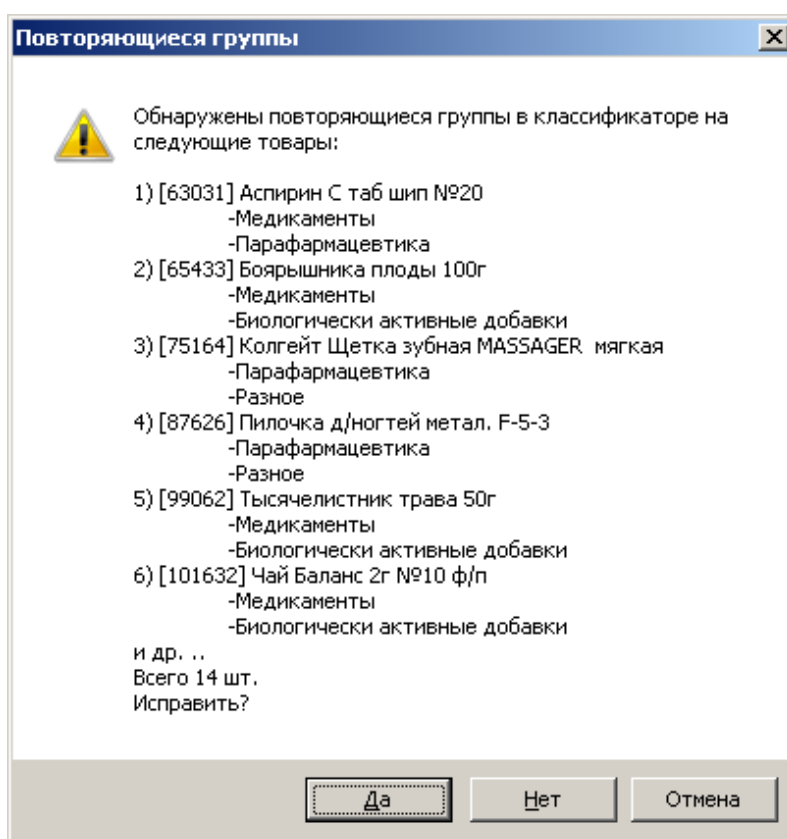 Повторяющиеся группы
Обнаружены повторяющиеся группы в классификаторе на
следующие товары:
1) [63031] Аспирин С таб шип №20
-Медикаменты
-Парафармацевтика
2) [65433] Боярышника плоды 100г
-Медикаменты
-Биологически активные добавки
3) [75164] Колгейт Щетка зубная MASSAGER  мягкая
-Парафармацевтика
-Разное
4) [87626] Пилочка д/ногтей метал. F-5-3
-Парафармацевтика
-Разное
5) [99062] Тысячелистник трава 50г
-Медикаменты
-Биологически активные добавки
6) [101632] Чай Баланс 2г №10 ф/п
-Медикаменты
-Биологически активные добавки
и др. ..
Всего 14 шт.
Исправить?
Да Нет Отмена